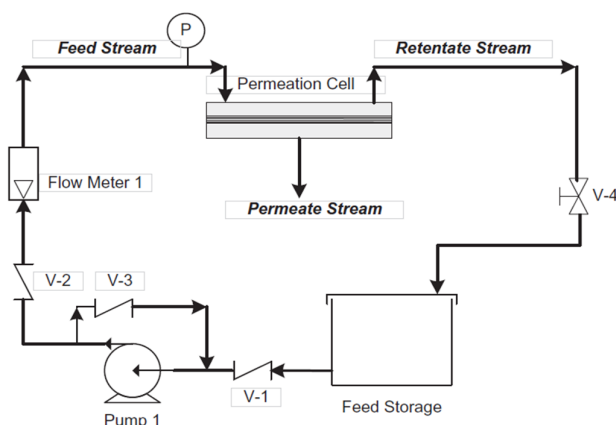 P
Feed Stream
Retentate Stream
Permeation Cell
Flow Meter 1
V-4
Permeate Stream
V-2
V-3
V-1
Pump 1
Feed Storage